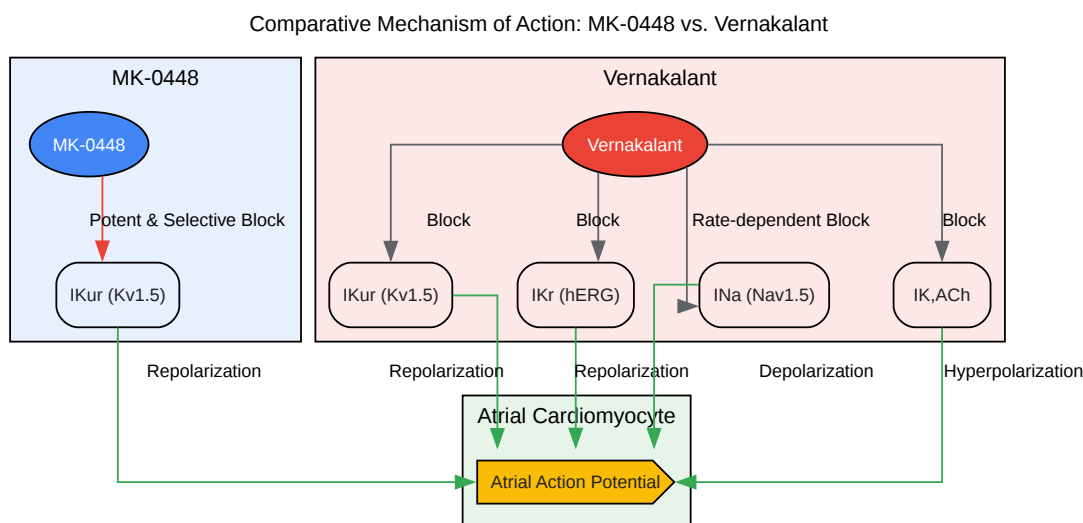 Comparative Mechanism of Action: MK-0448 vs. Vernakalant
MK-0448
Vernakalant
MK-0448
Vernakalant
Potent & Selective Block
Block
Block
Rate-dependent Block
Block
IKur (Kv1.5)
IKur (Kv1.5)
IKr (hERG)
INa (Nav1.5)
IK,ACh
Repolarization
Repolarization
Repolarization
Depolarization
Hyperpolarization
Atrial Cardiomyocyte
Atrial Action Potential